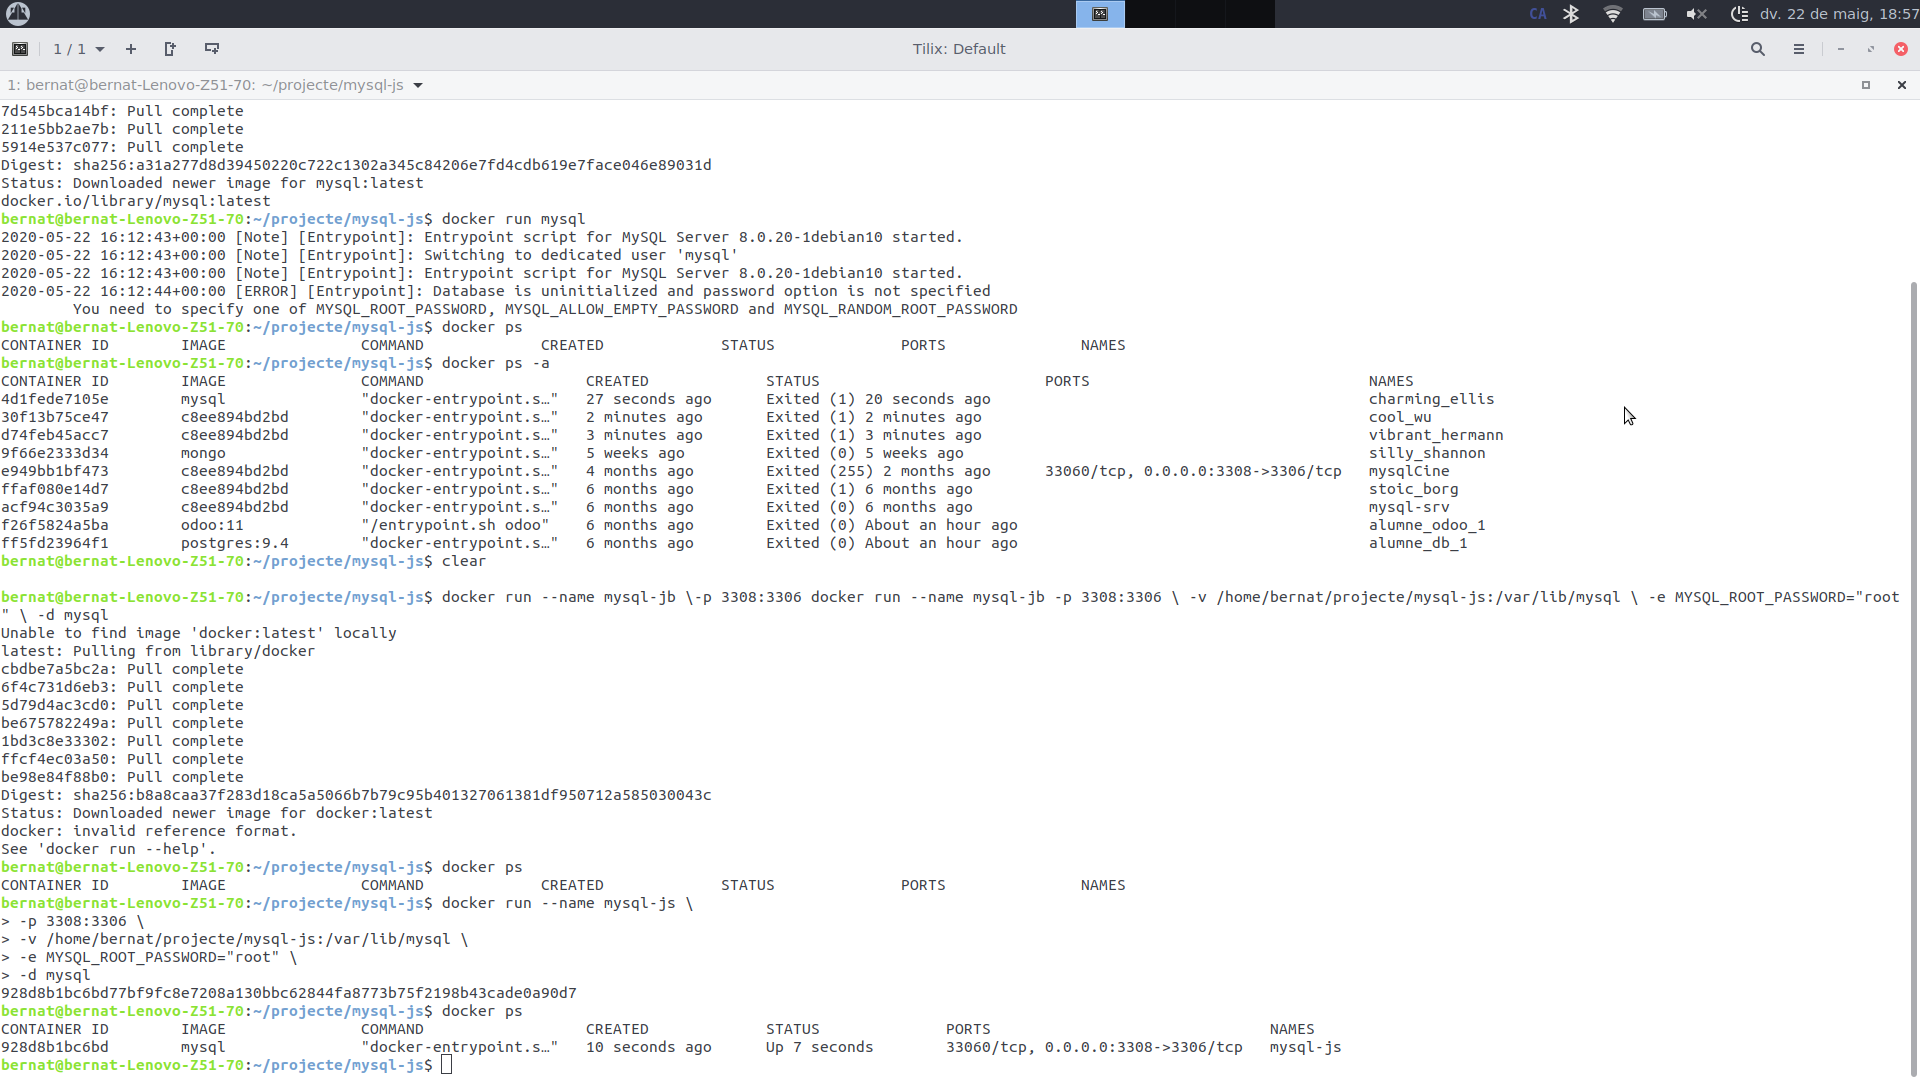 CA dv. 22 de maig, 18:57
1 / 1 Tilix: Default
1: bernat@bernat-Lenovo-Z51-70: ~/projecte/mysql-js
7d545bca14bf: Pull complete
211e5bb2ae7b: Pull complete
5914e537c077: Pull complete
Digest: sha256:a31a277d8d39450220c722c1302a345c84206e7fd4cdb619e7face046e89031d
Status: Downloaded newer image for mysql:latest
docker.io/library/mysql:latest
bernat@bernat-Lenovo-Z51-70:~/projecte/mysql-js$ docker run mysql
2020-05-22 16:12:43+00:00 [Note] [Entrypoint]: Entrypoint script for MySQL Server 8.0.20-1debian10 started.
2020-05-22 16:12:43+00:00 [Note] [Entrypoint]: Switching to dedicated user 'mysql'
2020-05-22 16:12:43+00:00 [Note] [Entrypoint]: Entrypoint script for MySQL Server 8.0.20-1debian10 started.
2020-05-22 16:12:44+00:00 [ERROR] [Entrypoint]: Database is uninitialized and password option is not specified
You need to specify one of MYSQL_ROOT_PASSWORD, MYSQL_ALLOW_EMPTY_PASSWORD and MYSQL_RANDOM_ROOT_PASSWORD
bernat@bernat-Lenovo-Z51-70:~/projecte/mysql-js$ docker ps
CONTAINER ID IMAGE COMMAND CREATED STATUS PORTS NAMES
bernat@bernat-Lenovo-Z51-70:~/projecte/mysql-js$ docker ps -a
CONTAINER ID IMAGE COMMAND CREATED STATUS PORTS NAMES
4d1fede7105e mysql "docker-entrypoint.s…" 27 seconds ago Exited (1) 20 seconds ago charming_ellis
30f13b75ce47 c8ee894bd2bd "docker-entrypoint.s…" 2 minutes ago Exited (1) 2 minutes ago cool_wu
d74feb45acc7 c8ee894bd2bd "docker-entrypoint.s…" 3 minutes ago Exited (1) 3 minutes ago vibrant_hermann
9f66e2333d34 mongo "docker-entrypoint.s…" 5 weeks ago Exited (0) 5 weeks ago silly_shannon
e949bb1bf473 c8ee894bd2bd "docker-entrypoint.s…" 4 months ago Exited (255) 2 months ago 33060/tcp, 0.0.0.0:3308->3306/tcp mysqlCine
ffaf080e14d7 c8ee894bd2bd "docker-entrypoint.s…" 6 months ago Exited (1) 6 months ago stoic_borg
acf94c3035a9 c8ee894bd2bd "docker-entrypoint.s…" 6 months ago Exited (0) 6 months ago mysql-srv
f26f5824a5ba odoo:11 "/entrypoint.sh odoo" 6 months ago Exited (0) About an hour ago alumne_odoo_1
ff5fd23964f1 postgres:9.4 "docker-entrypoint.s…" 6 months ago Exited (0) About an hour ago alumne_db_1
bernat@bernat-Lenovo-Z51-70:~/projecte/mysql-js$ clear
bernat@bernat-Lenovo-Z51-70:~/projecte/mysql-js$ docker run --name mysql-jb \-p 3308:3306 docker run --name mysql-jb -p 3308:3306 \ -v /home/bernat/projecte/mysql-js:/var/lib/mysql \ -e MYSQL_ROOT_PASSWORD="root
" \ -d mysql
Unable to find image 'docker:latest' locally
latest: Pulling from library/docker
cbdbe7a5bc2a: Pull complete
6f4c731d6eb3: Pull complete
5d79d4ac3cd0: Pull complete
be675782249a: Pull complete
1bd3c8e33302: Pull complete
ffcf4ec03a50: Pull complete
be98e84f88b0: Pull complete
Digest: sha256:b8a8caa37f283d18ca5a5066b7b79c95b401327061381df950712a585030043c
Status: Downloaded newer image for docker:latest
docker: invalid reference format.
See 'docker run --help'.
bernat@bernat-Lenovo-Z51-70:~/projecte/mysql-js$ docker ps
CONTAINER ID IMAGE COMMAND CREATED STATUS PORTS NAMES
bernat@bernat-Lenovo-Z51-70:~/projecte/mysql-js$ docker run --name mysql-js \
> -p 3308:3306 \
> -v /home/bernat/projecte/mysql-js:/var/lib/mysql \
> -e MYSQL_ROOT_PASSWORD="root" \
> -d mysql
928d8b1bc6bd77bf9fc8e7208a130bbc62844fa8773b75f2198b43cade0a90d7
bernat@bernat-Lenovo-Z51-70:~/projecte/mysql-js$ docker ps
CONTAINER ID IMAGE COMMAND CREATED STATUS PORTS NAMES
928d8b1bc6bd mysql "docker-entrypoint.s…" 10 seconds ago Up 7 seconds 33060/tcp, 0.0.0.0:3308->3306/tcp mysql-js
bernat@bernat-Lenovo-Z51-70:~/projecte/mysql-js$